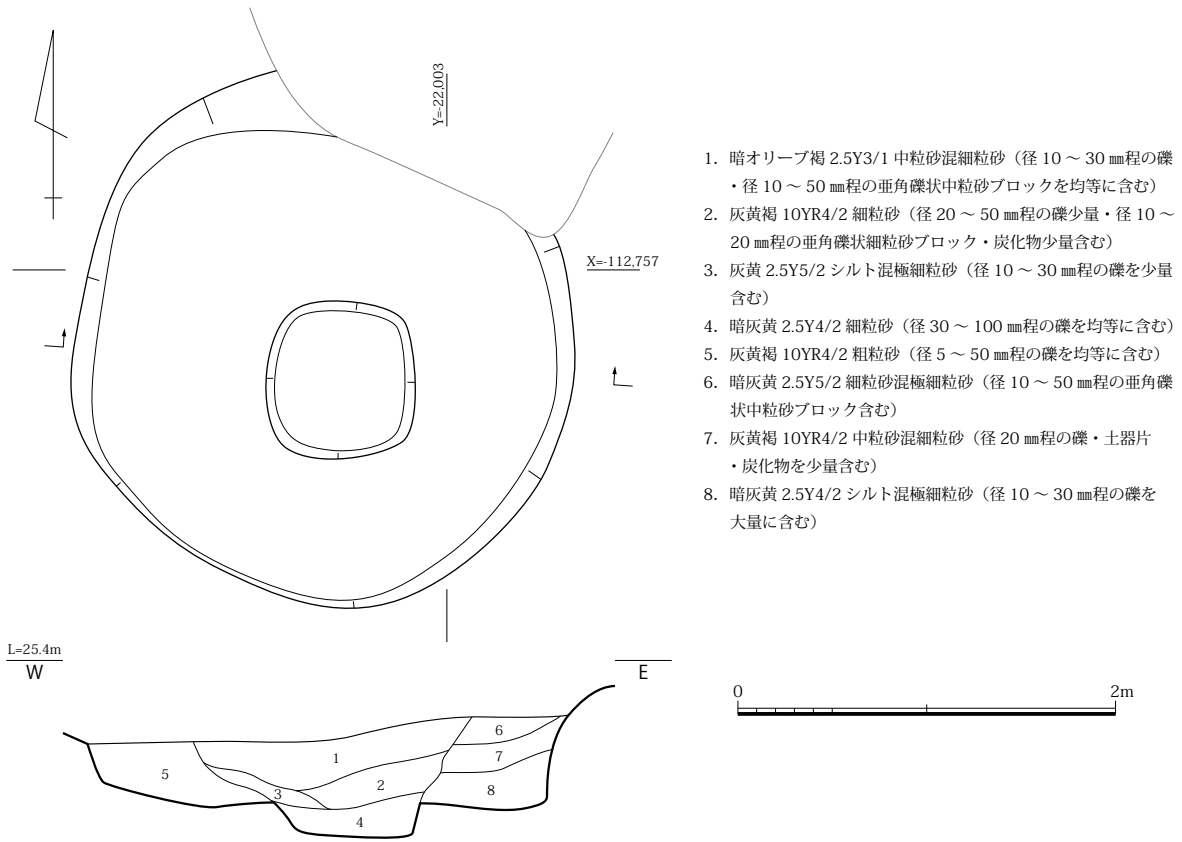 Y=-22,003
X=-112,757
1. 暗オリーブ褐 2.5Y3/1 中粒砂混細粒砂（径 10 ～ 30 ㎜程の礫
・径 10 ～ 50 ㎜程の亜角礫状中粒砂ブロックを均等に含む）
2. 灰黄褐 10YR4/2 細粒砂（径 20 ～ 50 ㎜程の礫少量・径 10 ～
20 ㎜程の亜角礫状細粒砂ブロック・炭化物少量含む）
3. 灰黄 2.5Y5/2 シルト混極細粒砂（径 10 ～ 30 ㎜程の礫を少量
含む）
4. 暗灰黄 2.5Y4/2 細粒砂（径 30 ～ 100 ㎜程の礫を均等に含む）
5. 灰黄褐 10YR4/2 粗粒砂（径 5 ～ 50 ㎜程の礫を均等に含む）
6. 暗灰黄 2.5Y5/2 細粒砂混極細粒砂（径 10 ～ 50 ㎜程の亜角礫
状中粒砂ブロック含む）
7. 灰黄褐 10YR4/2 中粒砂混細粒砂（径 20 ㎜程の礫・土器片
・炭化物を少量含む）
8. 暗灰黄 2.5Y4/2 シルト混極細粒砂（径 10 ～ 30 ㎜程の礫を
大量に含む）
L=25.4m
W
E
0 2m
1
2
3
4
5
6
7
8